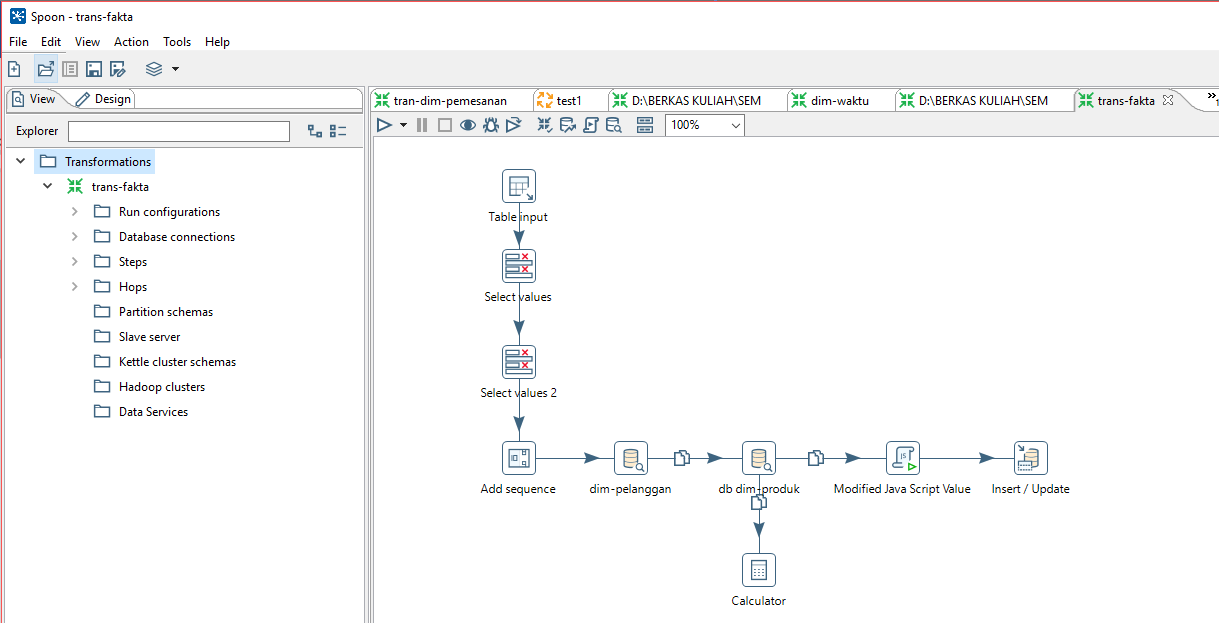 Spoon - trans-fakta
File Edit View Action Tools Help
View Design
Explorer
Transformations
trans-fakta
Run configurations
Database connections
Steps
Hops
Partition schemas
Slave server
Kettle cluster schemas
Hadoop clusters
Data Services
tran-dim-pemesanan test1 D:\BERKAS KULIAH\SEM dim-waktu D:\BERKAS KULIAH\SEM trans-fakta
100%
Table input
Select values
Select values 2
Add sequence dim-pelanggan db dim-produk Modified Java Script Value Insert / Update
Calculator